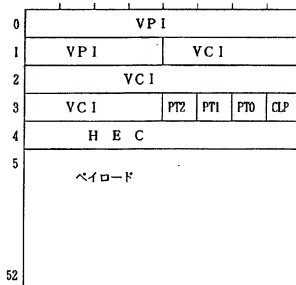 0 VPI
1 VPI VCI
2 VCI
3 VCI PT2 PT1 PT0 CLP
4 HEC
5
ペイロード
52